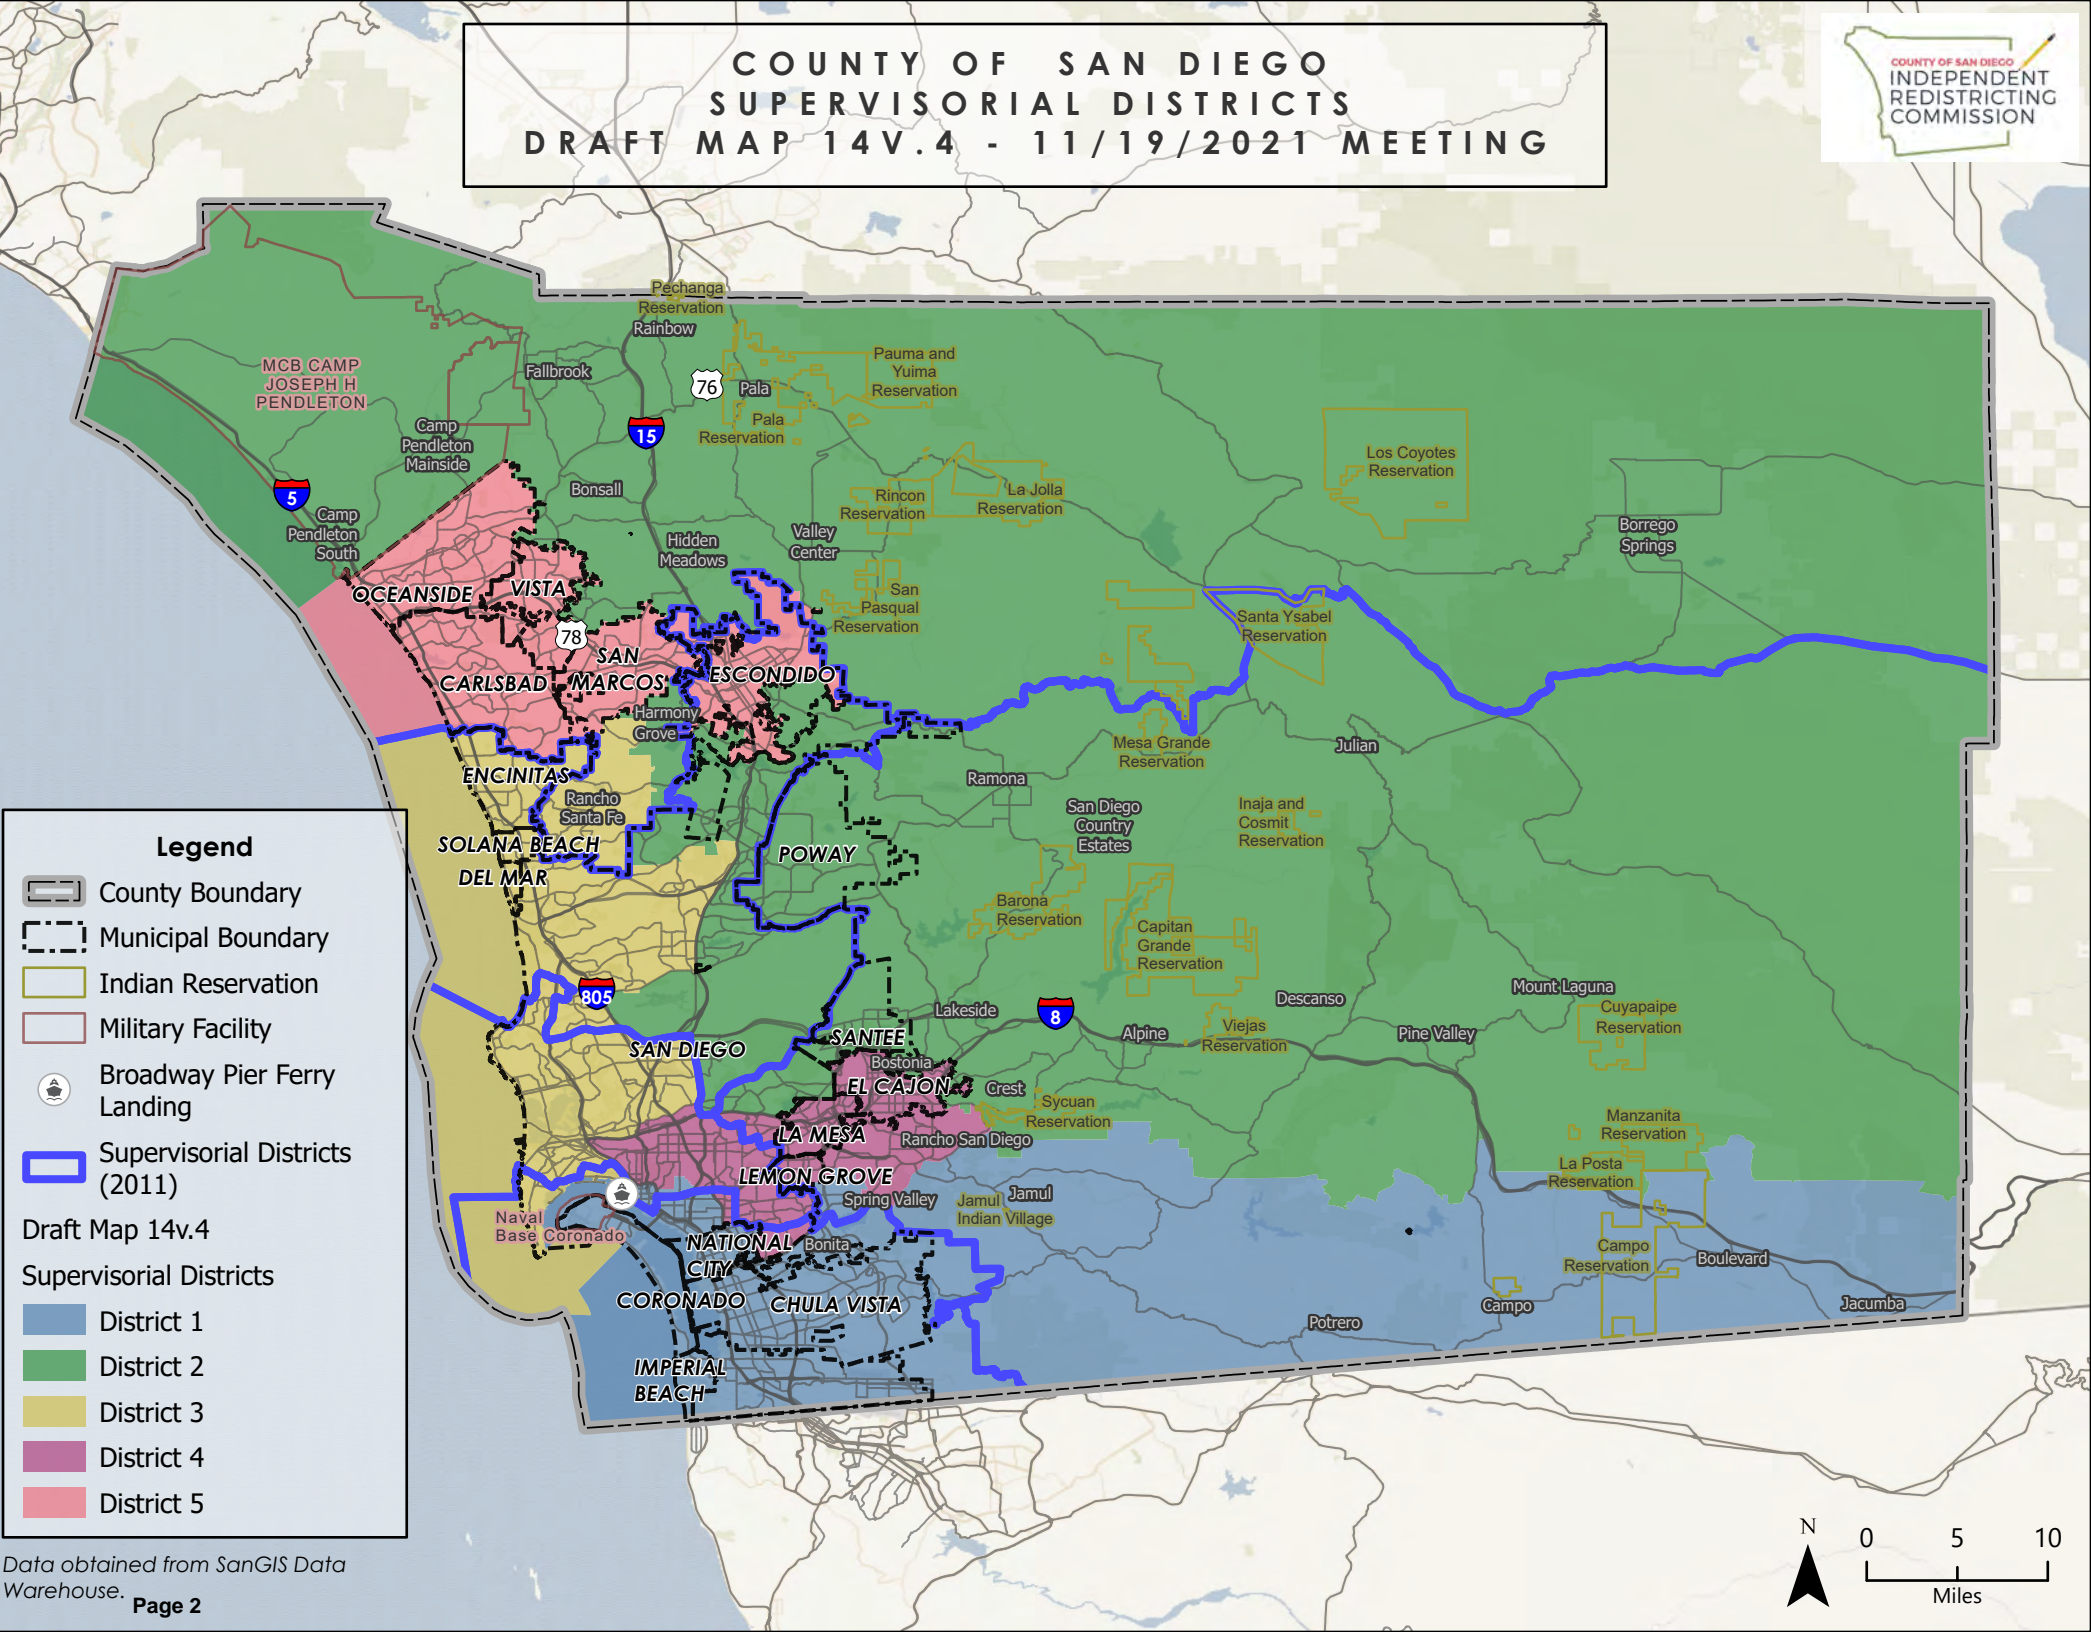 COUNTY OF SAN DIEGO
SUPERVISORIAL DISTRICTS
DRAFT MAP 14V.4 - 11/19/2021 MEETING
COUNTY OF SAN DIEGO
INDEPENDENT
REDISTRICTING
COMMISSION
Pechanga
Reservation
Rainbow
MCB CAMP
JOSEPH H
PENDLETON
Fallbrook
76
Pala
Pauma and
Yuima
Reservation
Pala
Reservation
15
Camp
Pendleton
Mainside
Los Coyotes
Reservation
5
Bonsall
Rincon
Reservation
La Jolla
Reservation
Camp
Pendleton
South
Hidden
Meadows
Valley
Center
Borrego
Springs
OCEANSIDE
VISTA
San
Pasqual
Reservation
Santa Ysabel
Reservation
78
SAN
MARCOS
CARLSBAD
ESCONDIDO
Harmony
Grove
Mesa Grande
Reservation
Julian
ENCINITAS
Rancho
Santa Fe
Ramona
San Diego
Country
Estates
Inaja and
Cosmit
Reservation
SOLANA BEACH
DEL MAR
POWAY
Barona
Reservation
Capitan
Grande
Reservation
805
Lakeside
8
Descanso
Mount Laguna
Cuyapaipe
Reservation
SAN DIEGO
SANTEE
Alpine
Viejas
Reservation
Pine Valley
Bostonia
EL CAJON
Crest
Sycuan
Reservation
LA MESA
Rancho San Diego
Manzanita
Reservation
LEMON GROVE
Spring Valley
Jamul
Indian Village
Jamul
La Posta
Reservation
Naval
Base Coronado
NATIONAL
CITY
Bonita
Campo
Reservation
Boulevard
CORONADO
CHULA VISTA
Potrero
Campo
Jacumba
IMPERIAL
BEACH
Legend
County Boundary
Municipal Boundary
Indian Reservation
Military Facility
Broadway Pier Ferry
Landing
Supervisorial Districts
(2011)
Draft Map 14v.4
Supervisorial Districts
District 1
District 2
District 3
District 4
District 5
Data obtained from SanGIS Data
Warehouse.
Page 2
N
0 5 10
Miles